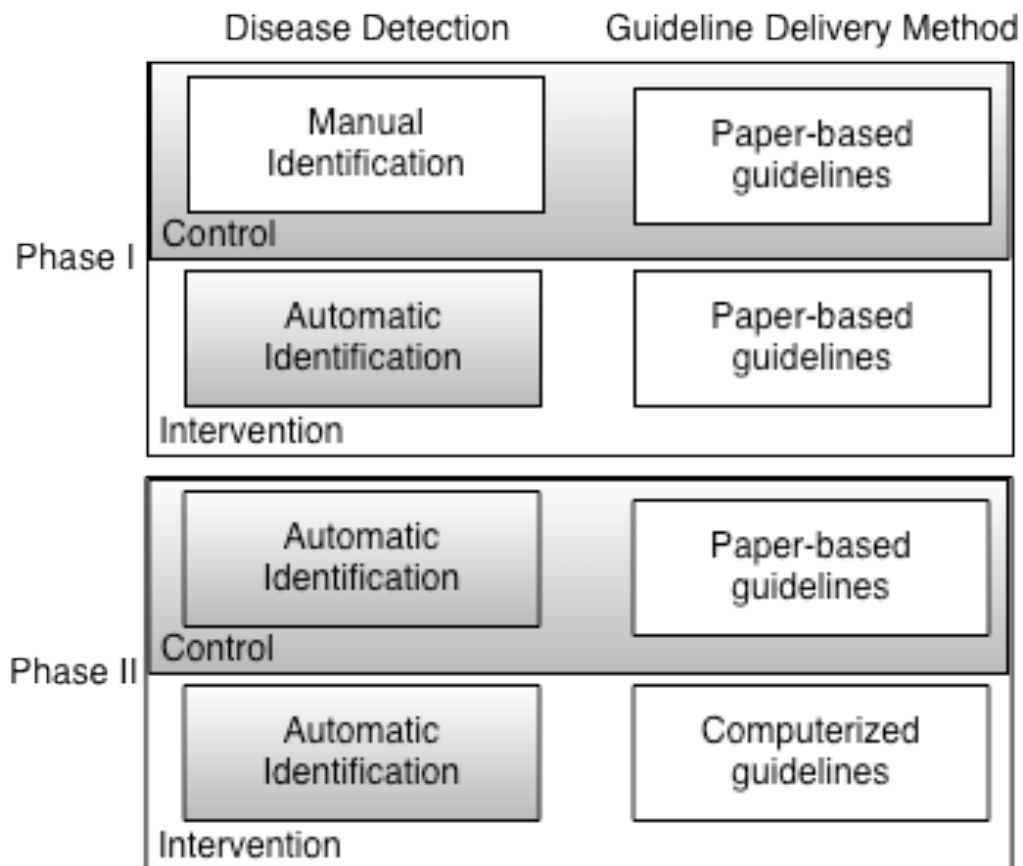 Disease Detection
Guideline Delivery Method
Manual
Identification
Paper-based
guidelines
Control
Phase I
Automatic
Identification
Paper-based
guidelines
Intervention
Automatic
Identification
Paper-based
guidelines
Control
Phase II
Automatic
Identification
Computerized
guidelines
Intervention